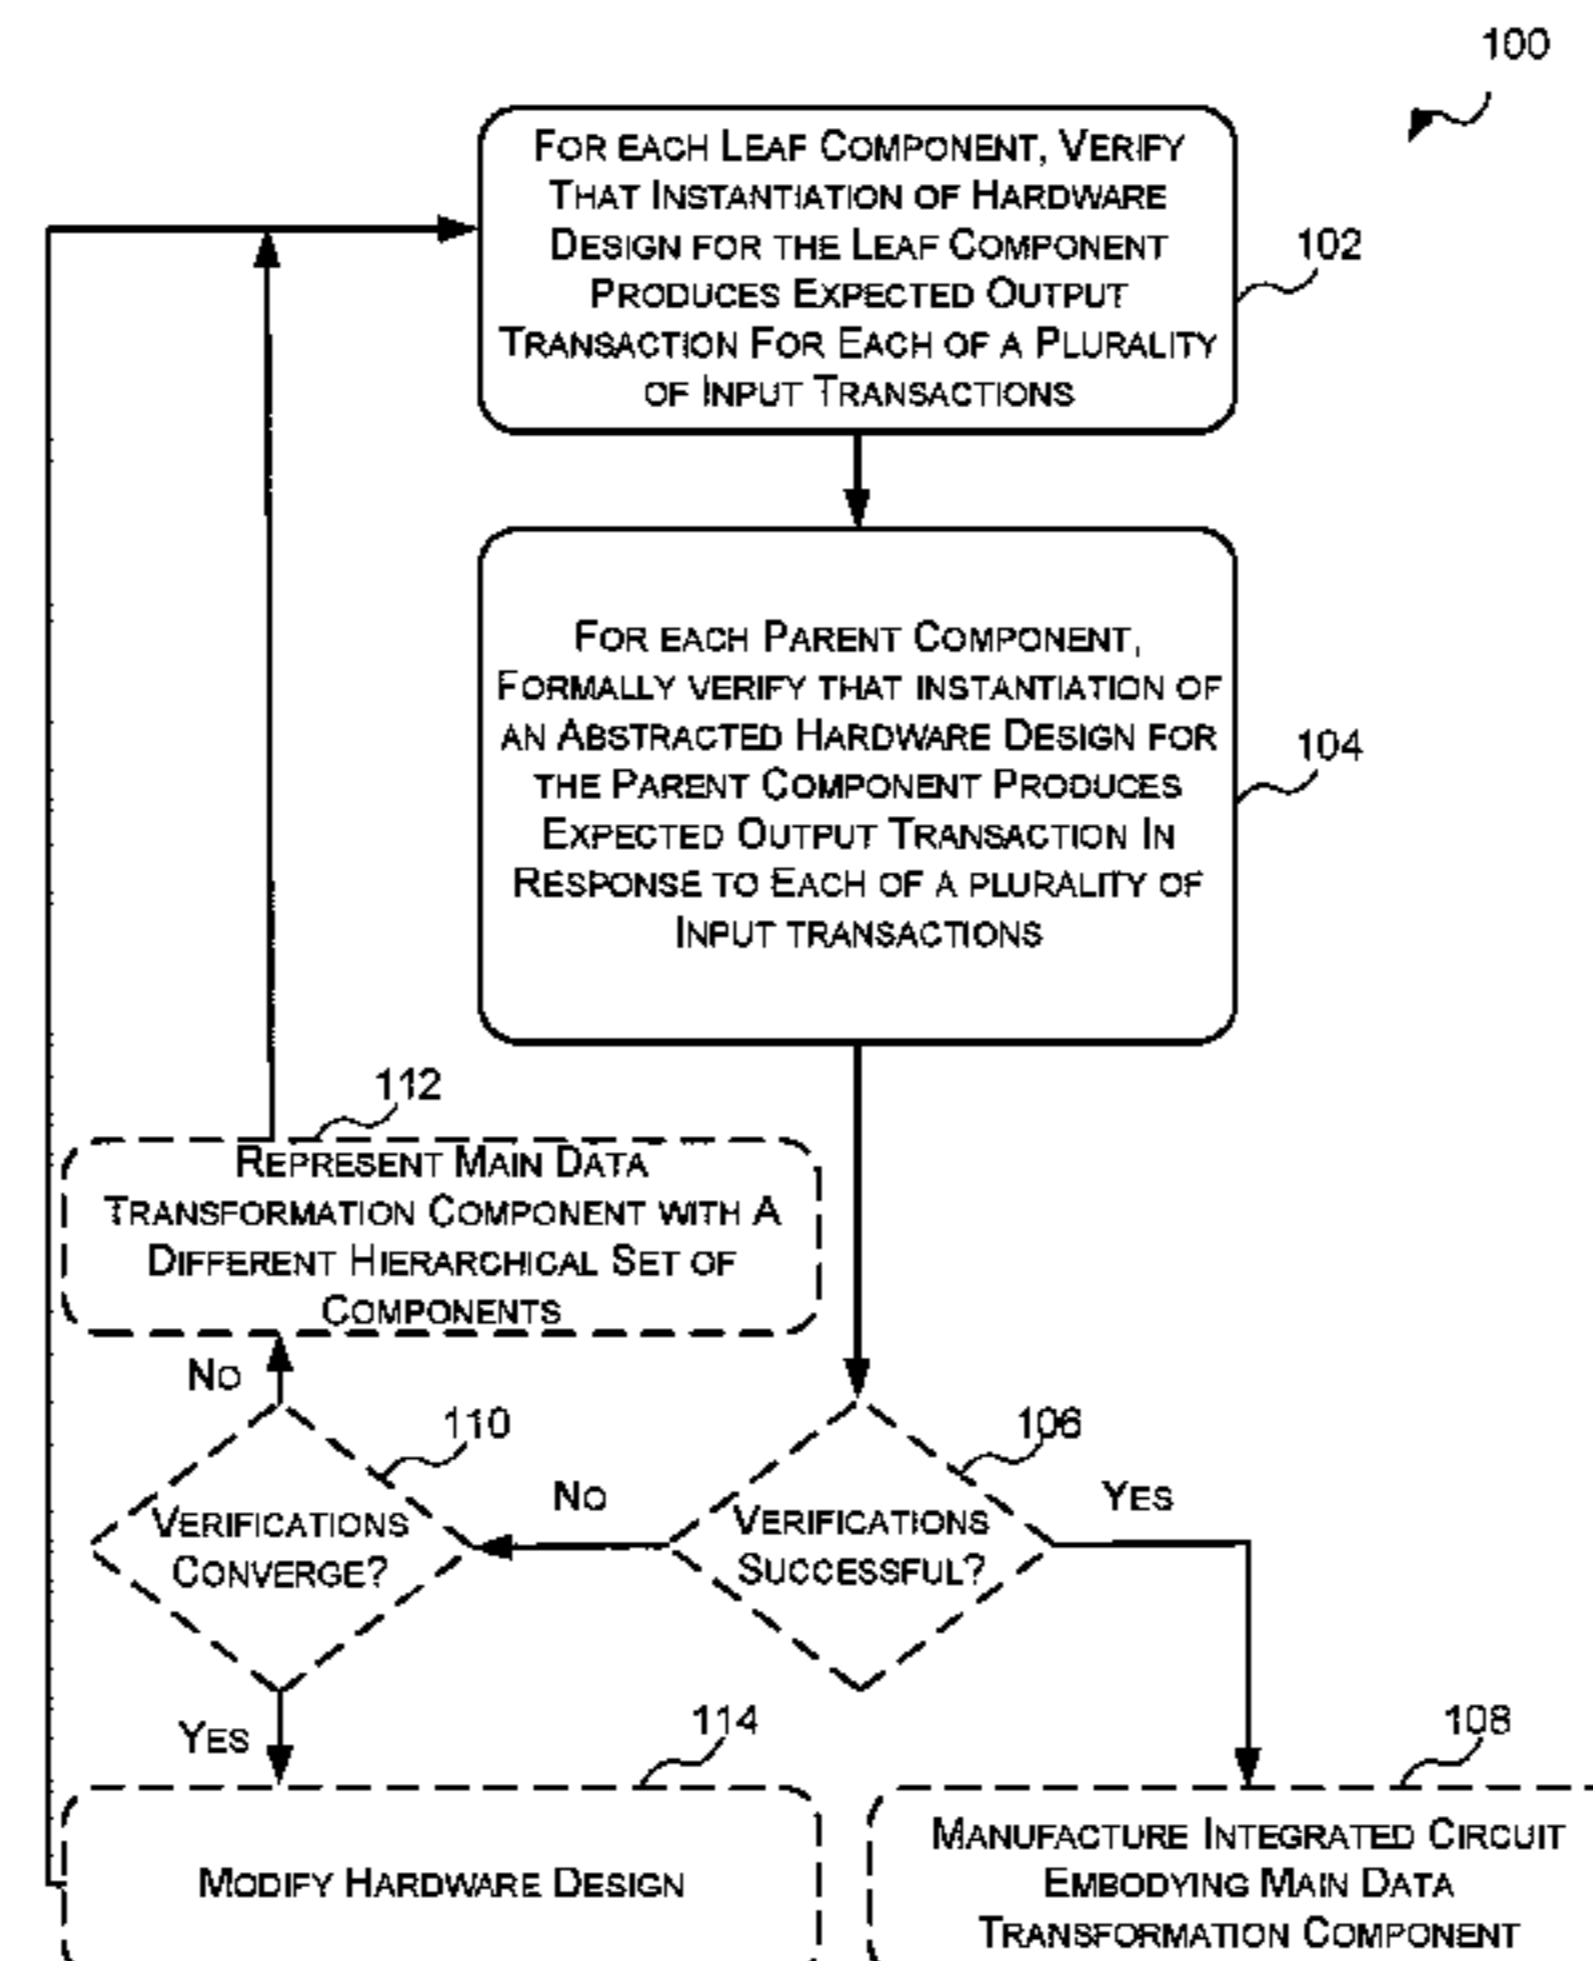 100
FOR EACH LEAF COMPONENT, VERIFY
THAT INSTANTIATION OF HARDWARE
DESIGN FOR THE LEAF COMPONENT
PRODUCES EXPECTED OUTPUT
TRANSACTION FOR EACH OF A PLURALITY
OF INPUT TRANSACTIONS
102
FOR EACH PARENT COMPONENT,
FORMALLY VERIFY THAT INSTANTIATION OF
AN ABSTRACTED HARDWARE DESIGN FOR
THE PARENT COMPONENT PRODUCES
EXPECTED OUTPUT TRANSACTION IN
RESPONSE TO EACH OF A PLURALITY OF
INPUT TRANSACTIONS
104
112
REPRESENT MAIN DATA
TRANSFORMATION COMPONENT WITH A
DIFFERENT HIERARCHICAL SET OF
COMPONENTS
NO
110
VERIFICATIONS
CONVERGE?
NO
106
VERIFICATIONS
SUCCESSFUL?
YES
YES
114
MODIFY HARDWARE DESIGN
108
MANUFACTURE INTEGRATED CIRCUIT
EMBODYING MAIN DATA
TRANSFORMATION COMPONENT